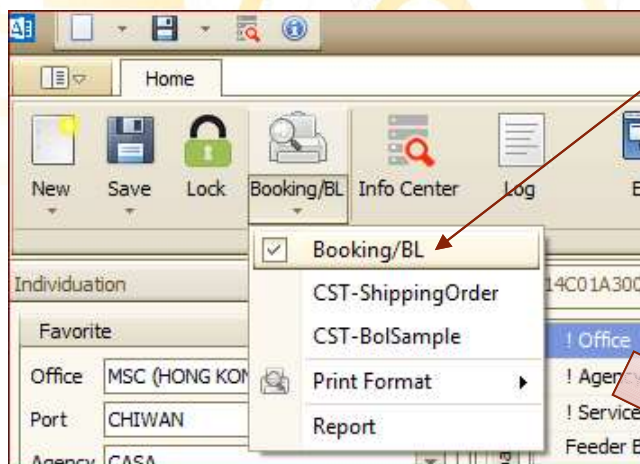 Home
New Save Lock Booking/BL Info Center Log
Booking/BL
CST-ShippingOrder
CST-BolSample
Print Format
Report
Individuation
Favorite
Office MSC (HONG KON
Port CHIWAN
Agency CASA
14C01A300
! Office
! Agency
! Service
Feeder